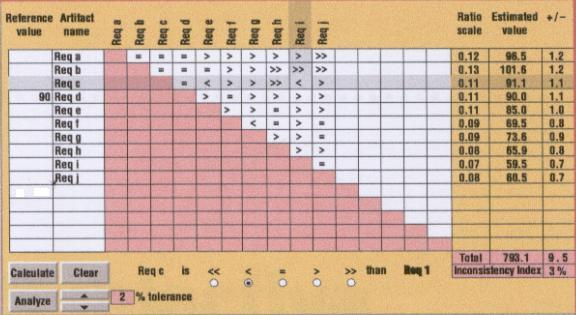 Reference Artifact Ratio Estimated +/–
value name Req a Req b Req c Req d Req e Req f Req g Req h Req i Req j scale value
Req a = = = > > > > > >> 0.12 96.5 1.2
Req b = = > > > >> >> >> 0.13 101.6 1.2
Req c = < > > >> < > 0.11 91.1 1.1
90 Req d > = > > > > 0.11 90.0 1.1
Req e > > > > = 0.11 85.0 1.0
Req f < = > = 0.09 69.5 0.8
Req g > > = 0.09 73.6 0.9
Req h > > 0.08 65.9 0.8
Req i = 0.07 59.5 0.7
Req j 0.08 60.5 0.7
Total 793.1 9.5
Inconsistency Index 3%
Calculate Clear Req c is << < = > >> than Req 1
Analyze 2 % tolerance